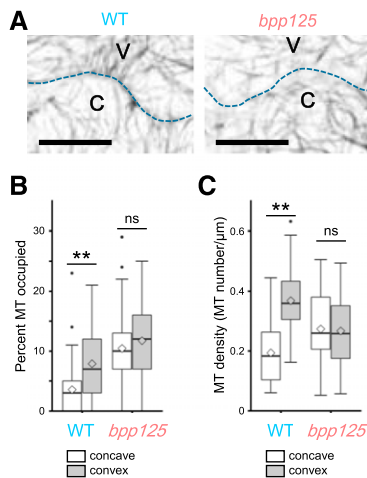 A
WT
bpp125
V
V
C
C
B
C
Percent MT occupied
30
20
10
0
**
ns
WT
bpp125
concave
convex
MT density (MT number/μm)
0.6
0.4
0.2
0
**
ns
WT
bpp125
concave
convex